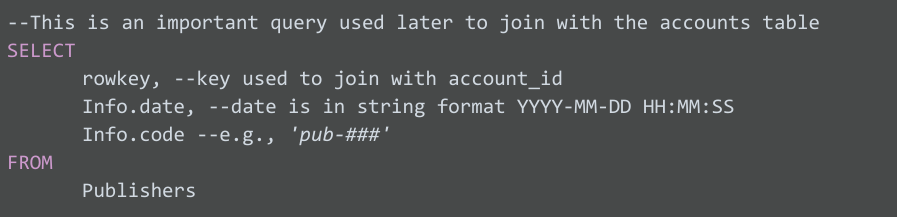 --This is an important query used later to join with the accounts table
SELECT
rowkey, --key used to join with account_id
Info.date, --date is in string format YYYY-MM-DD HH:MM:SS
Info.code --e.g., 'pub-###'
FROM
Publishers